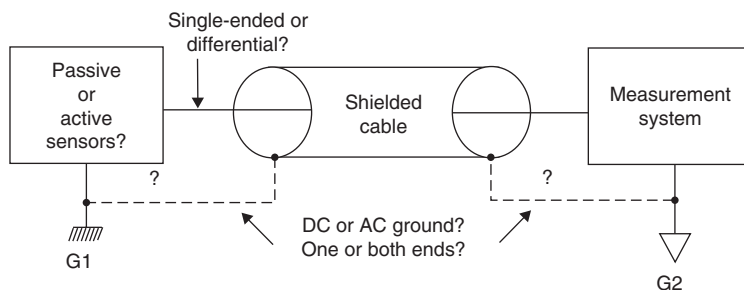 Single-ended or
differential?
Passive
or
active
sensors?
Shielded
cable
Measurement
system
?
?
DC or AC ground?
One or both ends?
G1
G2